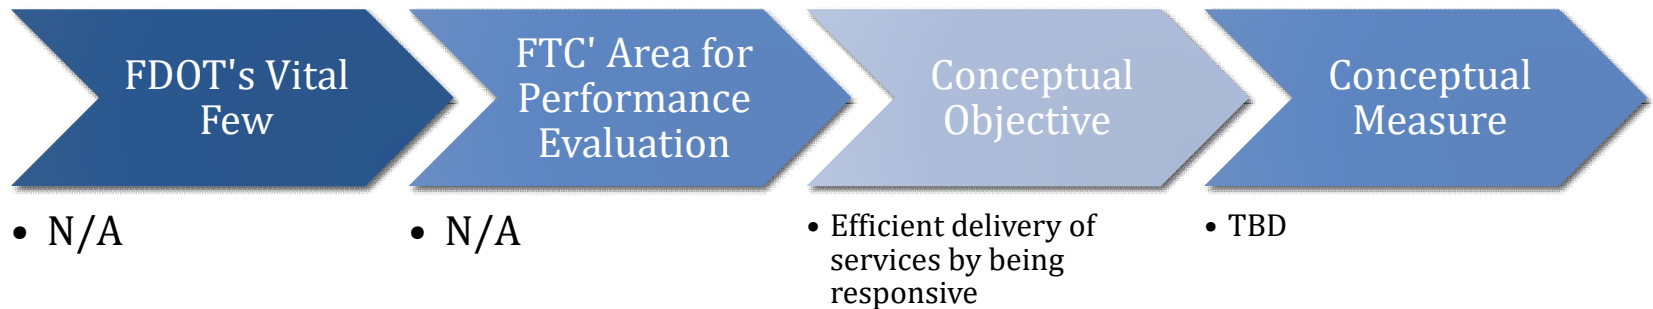 FDOT's Vital
Few
FTC' Area for
Performance
Evaluation
Conceptual
Objective
Conceptual
Measure
• N/A
• N/A
• Efficient delivery of
services by being
responsive
• TBD